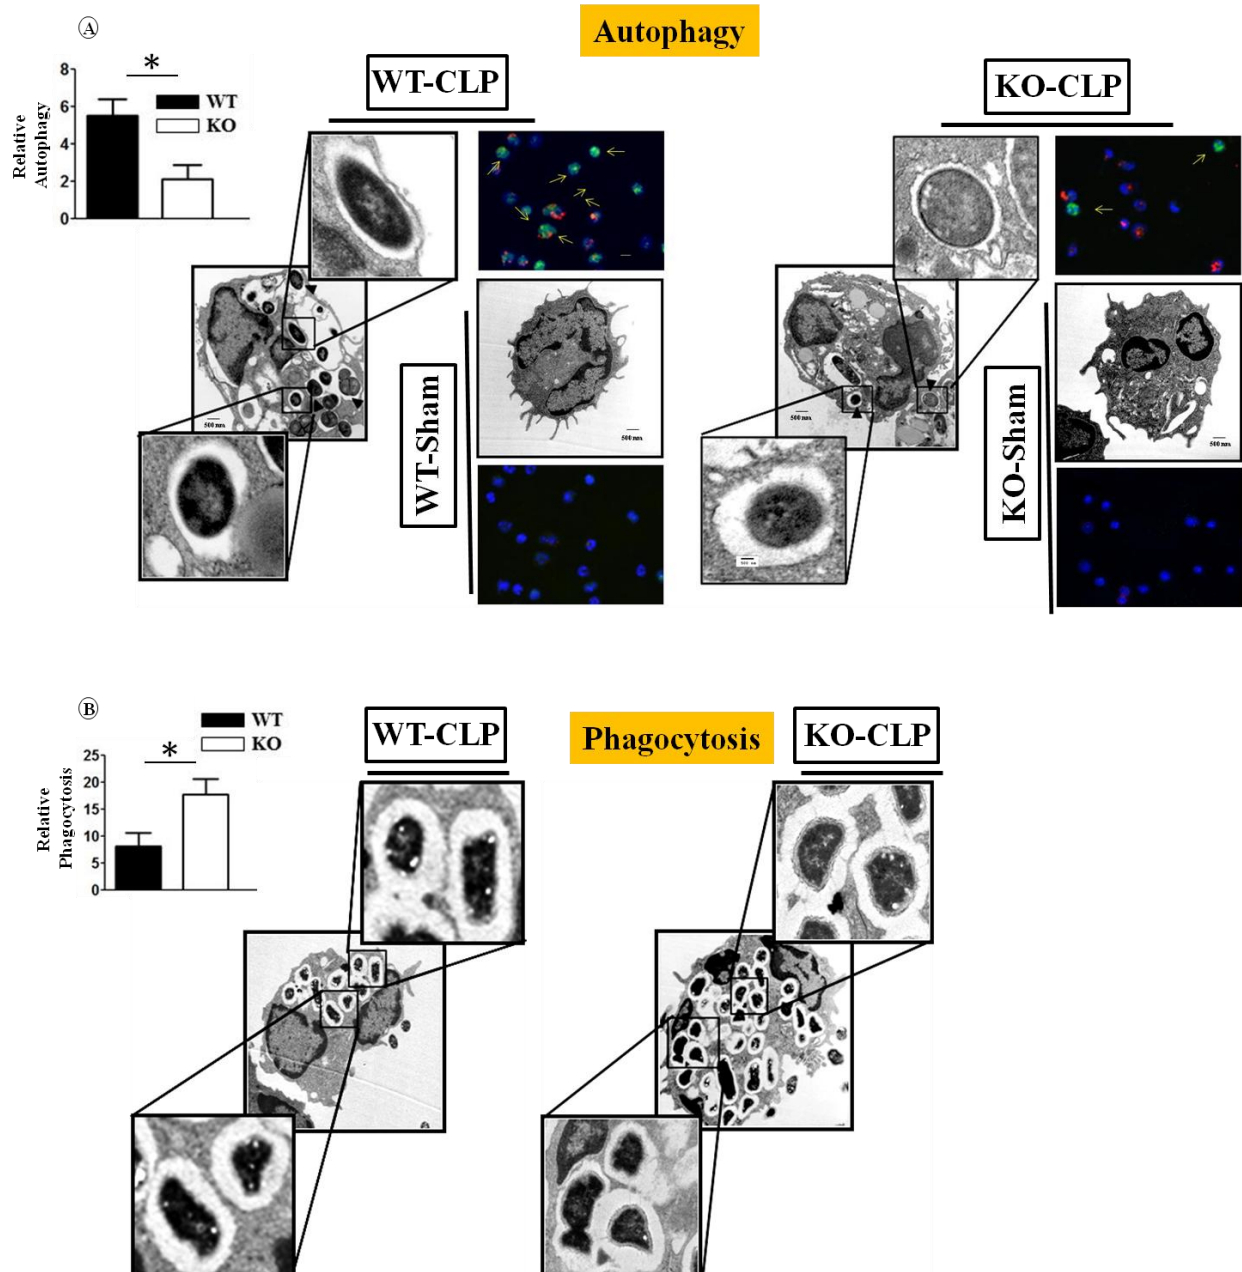 Ⓐ
Autophagy
8
6
4
2
0
Relative
Autophagy
*
WT
KO
WT-CLP
KO-CLP
500 nm
WT-Sham
500 nm
500 nm
KO-Sham
500 nm
Ⓑ
WT
KO
25
20
15
10
5
0
Relative
Phagocytosis
*
WT-CLP
Phagocytosis
KO-CLP